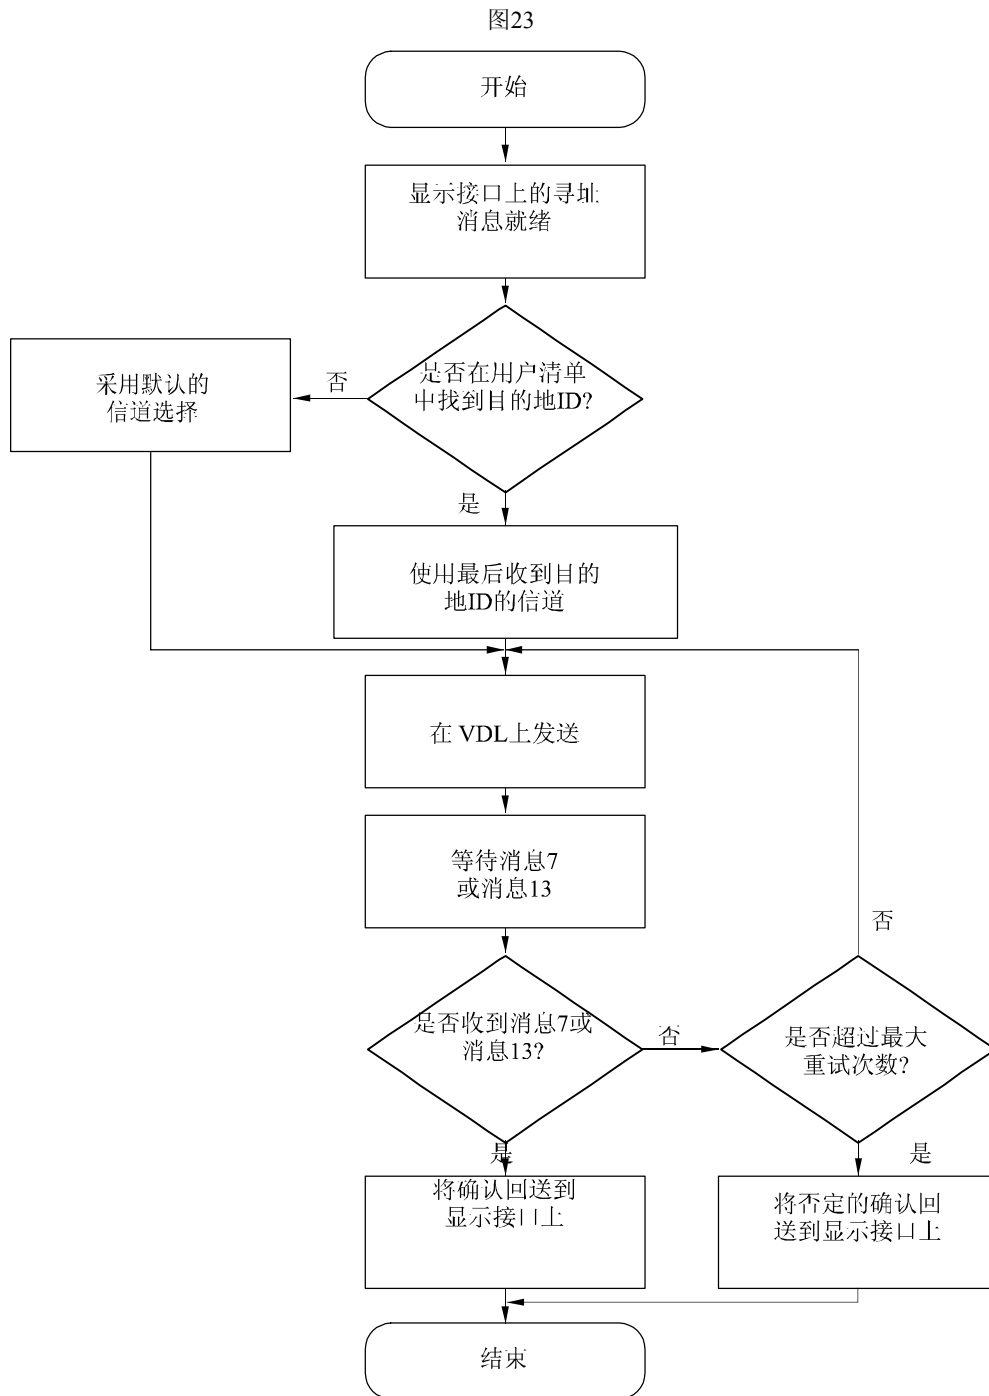 图23
开始
显示接口上的寻址
消息就绪
是否在用户清单
中找到目的地ID?
否
采用默认的
信道选择
是
使用最后收到目的
地ID的信道
在 VDL上发送
等待消息7
或消息13
否
是否收到消息7或
消息13?
否
是否超过最大
重试次数?
是
是
将确认回送到
显示接口上
将否定的确认回
送到显示接口上
结束